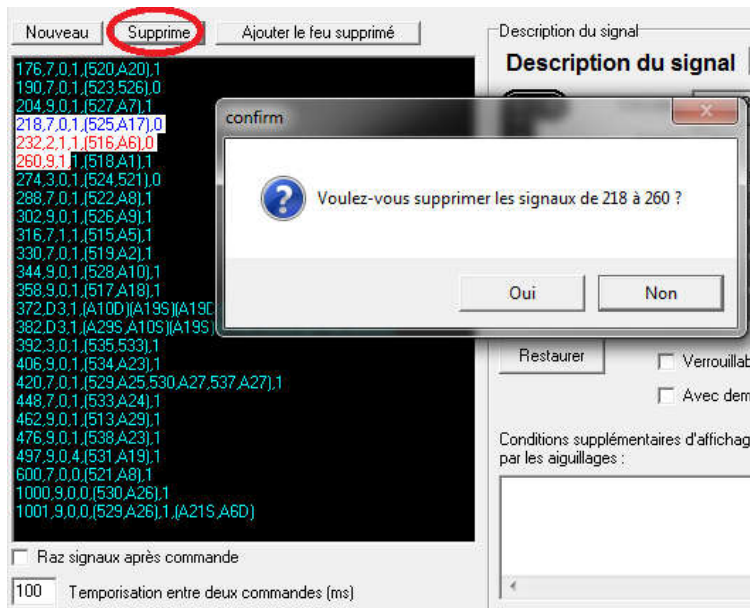 Nouveau Supprime Ajouter le feu supprimé
176,7,0,1,(520,A20),1
190,7,0,1,(523,526),0
204,9,0,1,(527,A7),1
218,7,0,1,(525,A17),0
232,2,1,1,(516,A6),0
260,9,1,1,(518,A1),1
274,3,0,1,(524,521),0
288,7,0,1,(522,A8),1
302,9,0,1,(526,A9),1
316,7,1,1,(515,A5),1
330,7,0,1,(519,A2),1
344,9,0,1,(528,A10),1
358,9,0,1,(517,A18),1
372,D3,1,(A10D)(A19S)(A19D
382,D3,1,(A29S,A10S)(A19S)
392,3,0,1,(535,533),1
406,9,0,1,(534,A23),1
420,7,0,1,(529,A25,530,A27,537,A27),1
448,7,0,1,(533,A24),1
462,9,0,1,(513,A29),1
476,9,0,1,(538,A23),1
497,9,0,4,(531,A19),1
600,7,0,0,(521,A8),1
1000,9,0,0,(530,A26),1
1001,9,0,0,(529,A26),1,(A21S,A6D)
Raz signaux après commande
100 Temporisation entre deux commandes (ms)
Description du signal
Description du signal
confirm
Voulez-vous supprimer les signaux de 218 à 260 ?
Oui Non
Restaurer
Verrouillab
Avec dem
Conditions supplémentaires d'affichag
par les aiguillages :